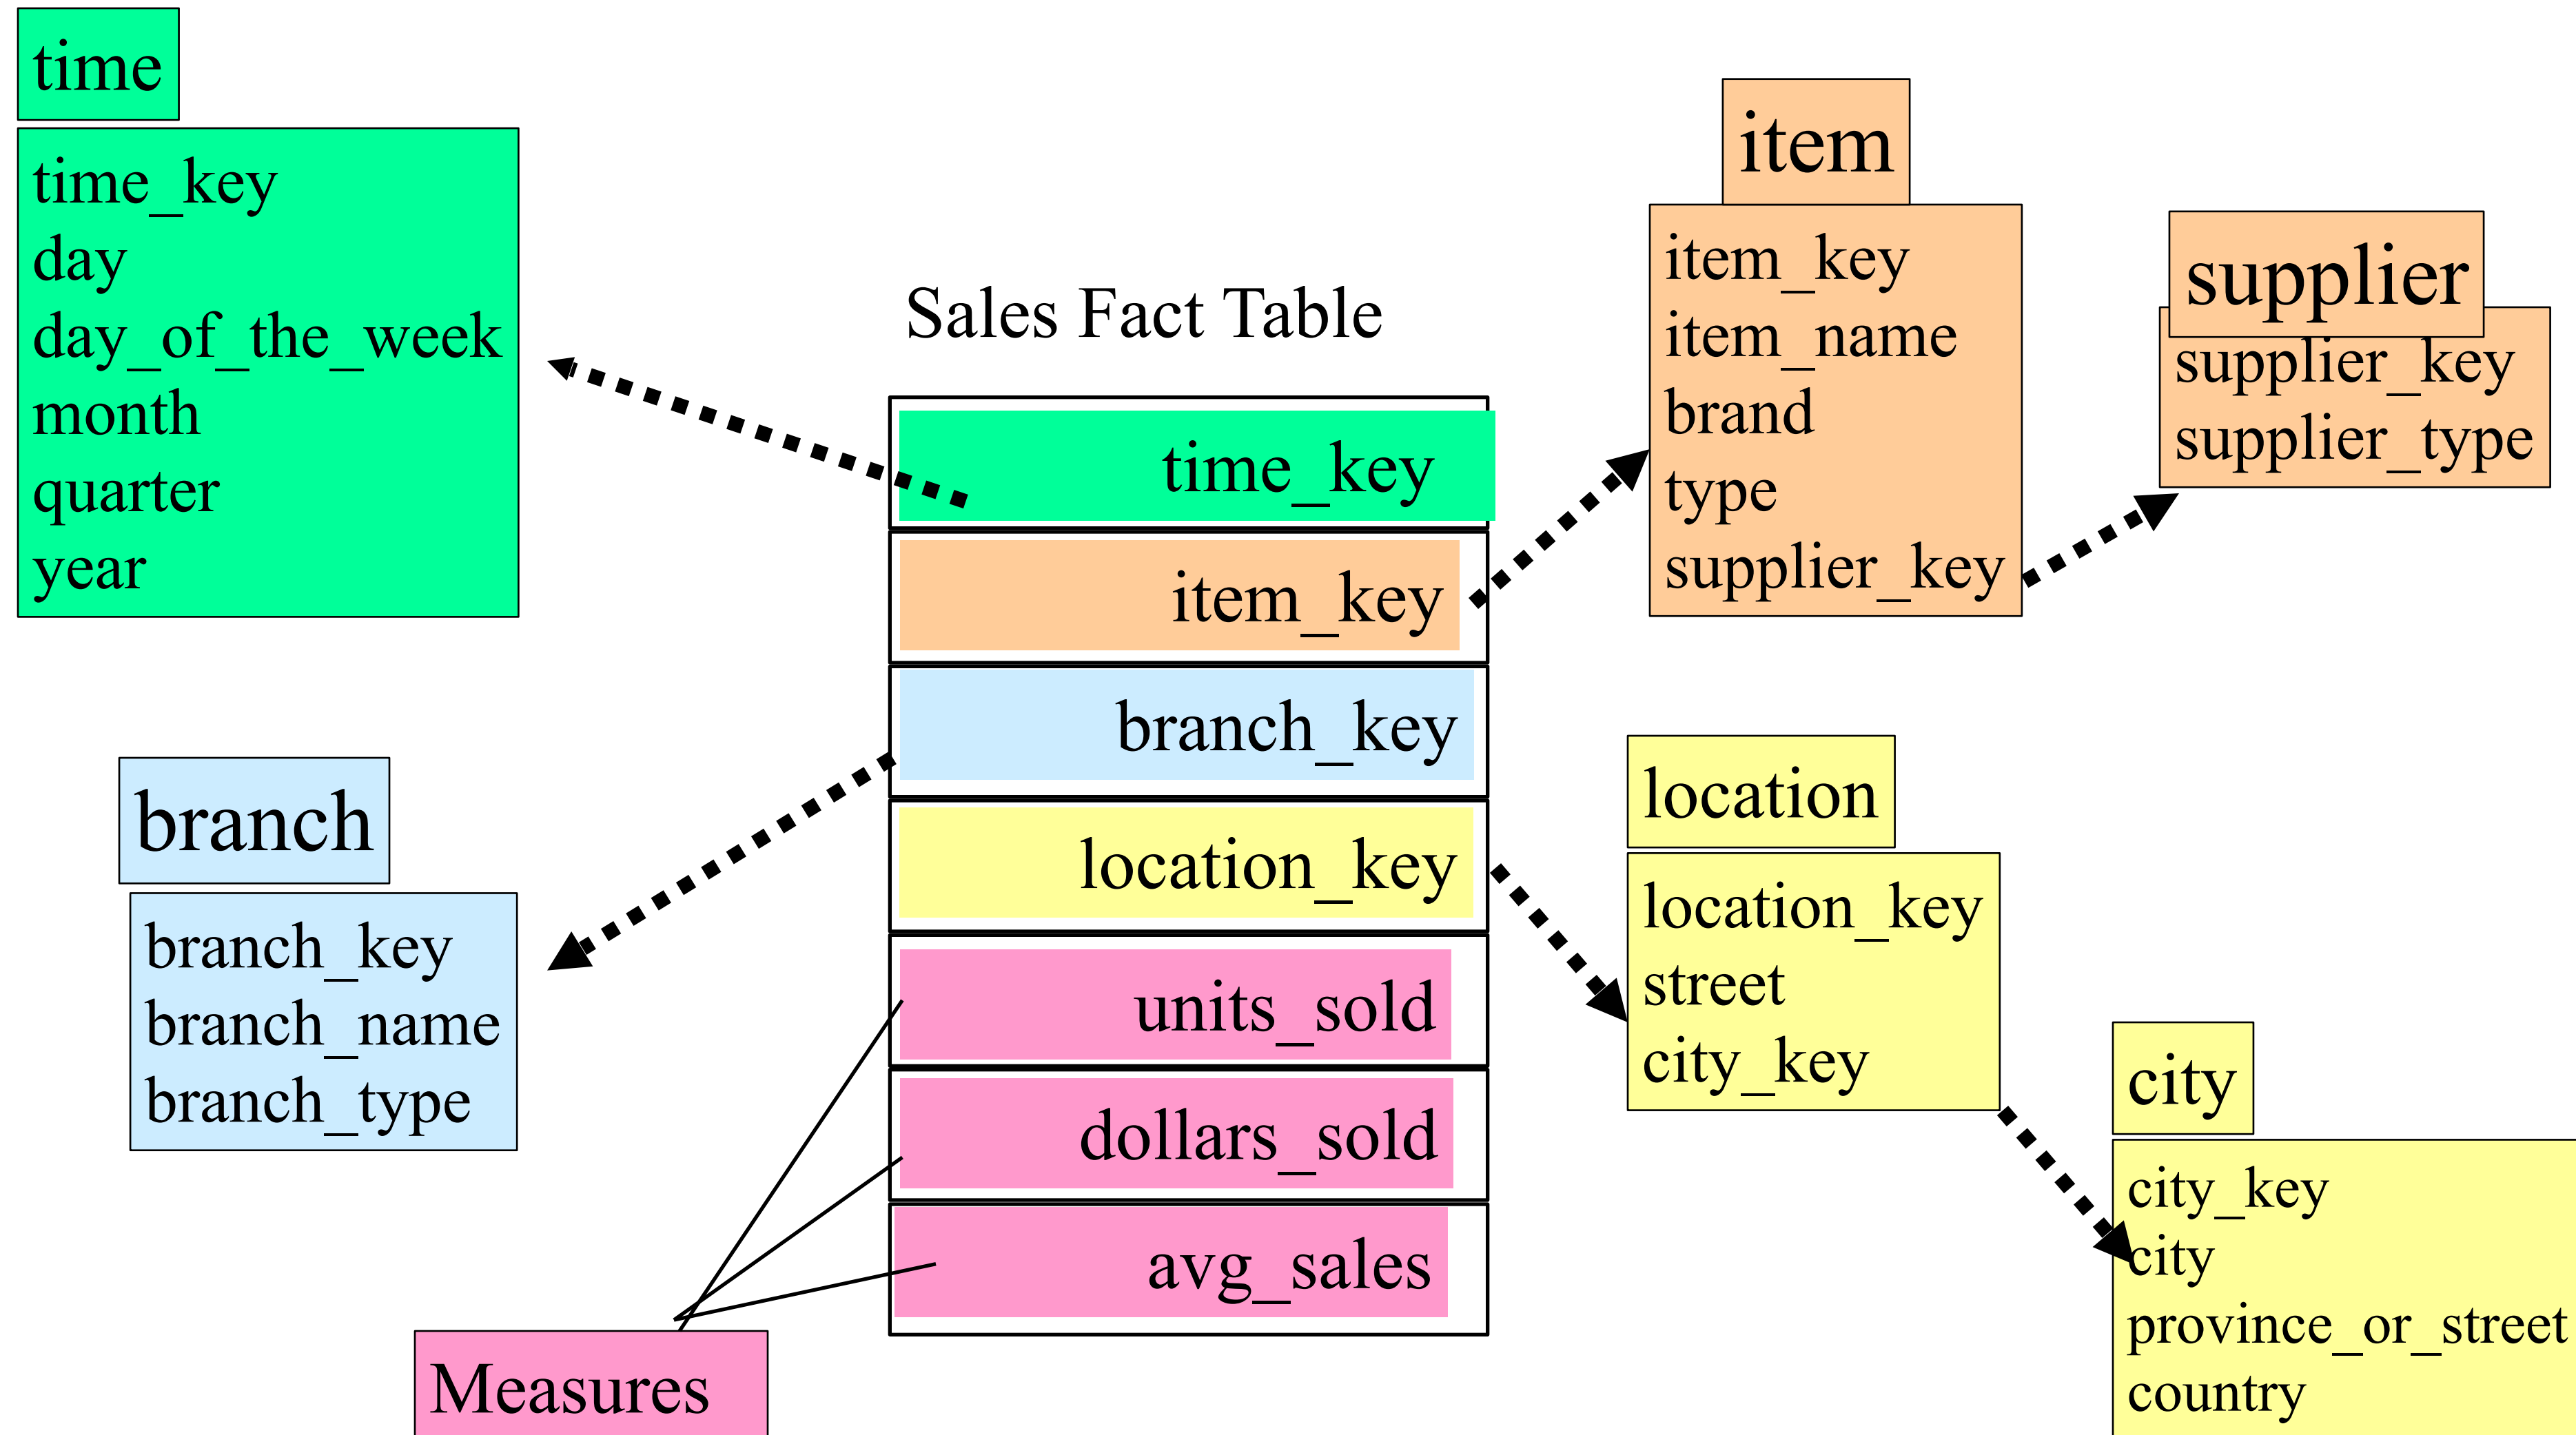 time
time_key
day
day_of_the_week
month
quarter
year
Sales Fact Table
time_key
item_key
branch_key
location_key
units_sold
dollars_sold
avg_sales
Measures
branch
branch_key
branch_name
branch_type
item
item_key
item_name
brand
type
supplier_key
supplier
supplier_key
supplier_type
location
location_key
street
city_key
city
city_key
city
province_or_street
country